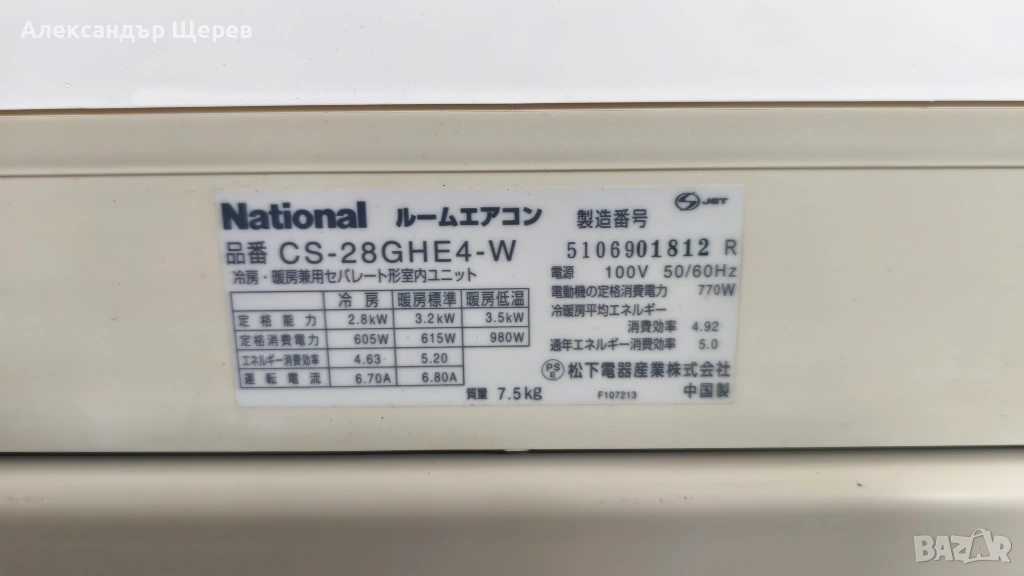 Александър Щерев
National ルームエアコン 製造番号 JET
品番 CS-28GHE4-W 5106901812 R
冷房・暖房兼用セパレート形室内ユニット
電源 100V 50/60Hz
電動機の定格消費電力 770W
冷暖房平均エネルギー
消費効率 4.92
通年エネルギー消費効率 5.0
冷房 暖房標準 暖房低温
定格能力 2.8kW 3.2kW 3.5kW
定格消費電力 605W 615W 980W
エネルギー消費効率 4.63 5.20
運転電流 6.70A 6.80A
質量 7.5kg
PSE 松下電器産業株式会社
F107213 中国製
BAZAR